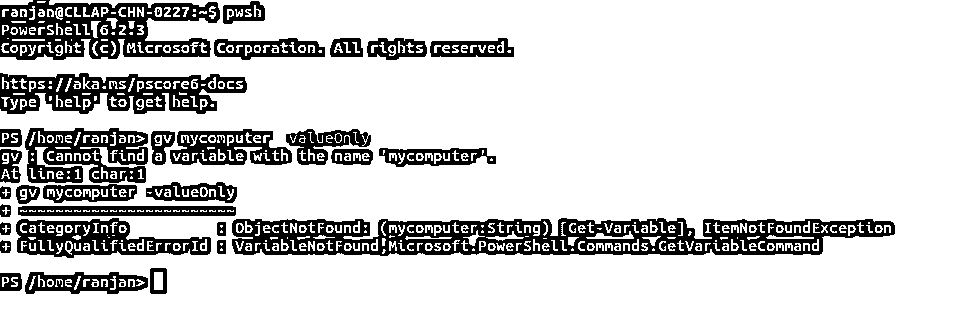 ranjan@CLLAP-CHN-0227:~$ pwsh
PowerShell 6.2.3
Copyright (c) Microsoft Corporation. All rights reserved.
https://aka.ms/pscore6-docs
Type 'help' to get help.
PS /home/ranjan> gv mycomputer -valueOnly
gv : Cannot find a variable with the name 'mycomputer'.
At line:1 char:1
+ gv mycomputer -valueOnly
+ ~~~~~~~~~~~~~~~~~~~~~~~~
+ CategoryInfo          : ObjectNotFound: (mycomputer:String) [Get-Variable], ItemNotFoundException
+ FullyQualifiedErrorId : VariableNotFound,Microsoft.PowerShell.Commands.GetVariableCommand
PS /home/ranjan>